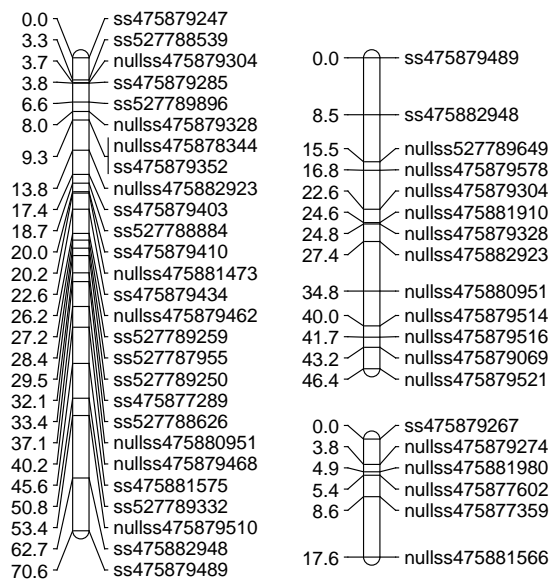 0.0 ss475879247
3.3 ss527788539
3.7 nullss475879304
3.8 ss475879285
6.6 ss527789896
8.0 nullss475879328
9.3 nullss475878344
ss475879352
13.8 nullss475882923
17.4 ss475879403
18.7 ss527788884
20.0 ss475879410
20.2 nullss475881473
22.6 ss475879434
26.2 nullss475879462
27.2 ss527789259
28.4 ss527787955
29.5 ss527789250
32.1 ss475877289
33.4 ss527788626
37.1 nullss475880951
40.2 nullss475879468
45.6 ss475881575
50.8 ss527789332
53.4 nullss475879510
62.7 ss475882948
70.6 ss475879489
0.0 ss475879489
8.5 ss475882948
15.5 nullss527789649
16.8 nullss475879578
22.6 nullss475879304
24.6 nullss475881910
24.8 nullss475879328
27.4 nullss475882923
34.8 nullss475880951
40.0 nullss475879514
41.7 nullss475879516
43.2 nullss475879069
46.4 nullss475879521
0.0 ss475879267
3.8 nullss475879274
4.9 nullss475881980
5.4 nullss475877602
8.6 nullss475877359
17.6 nullss475881566